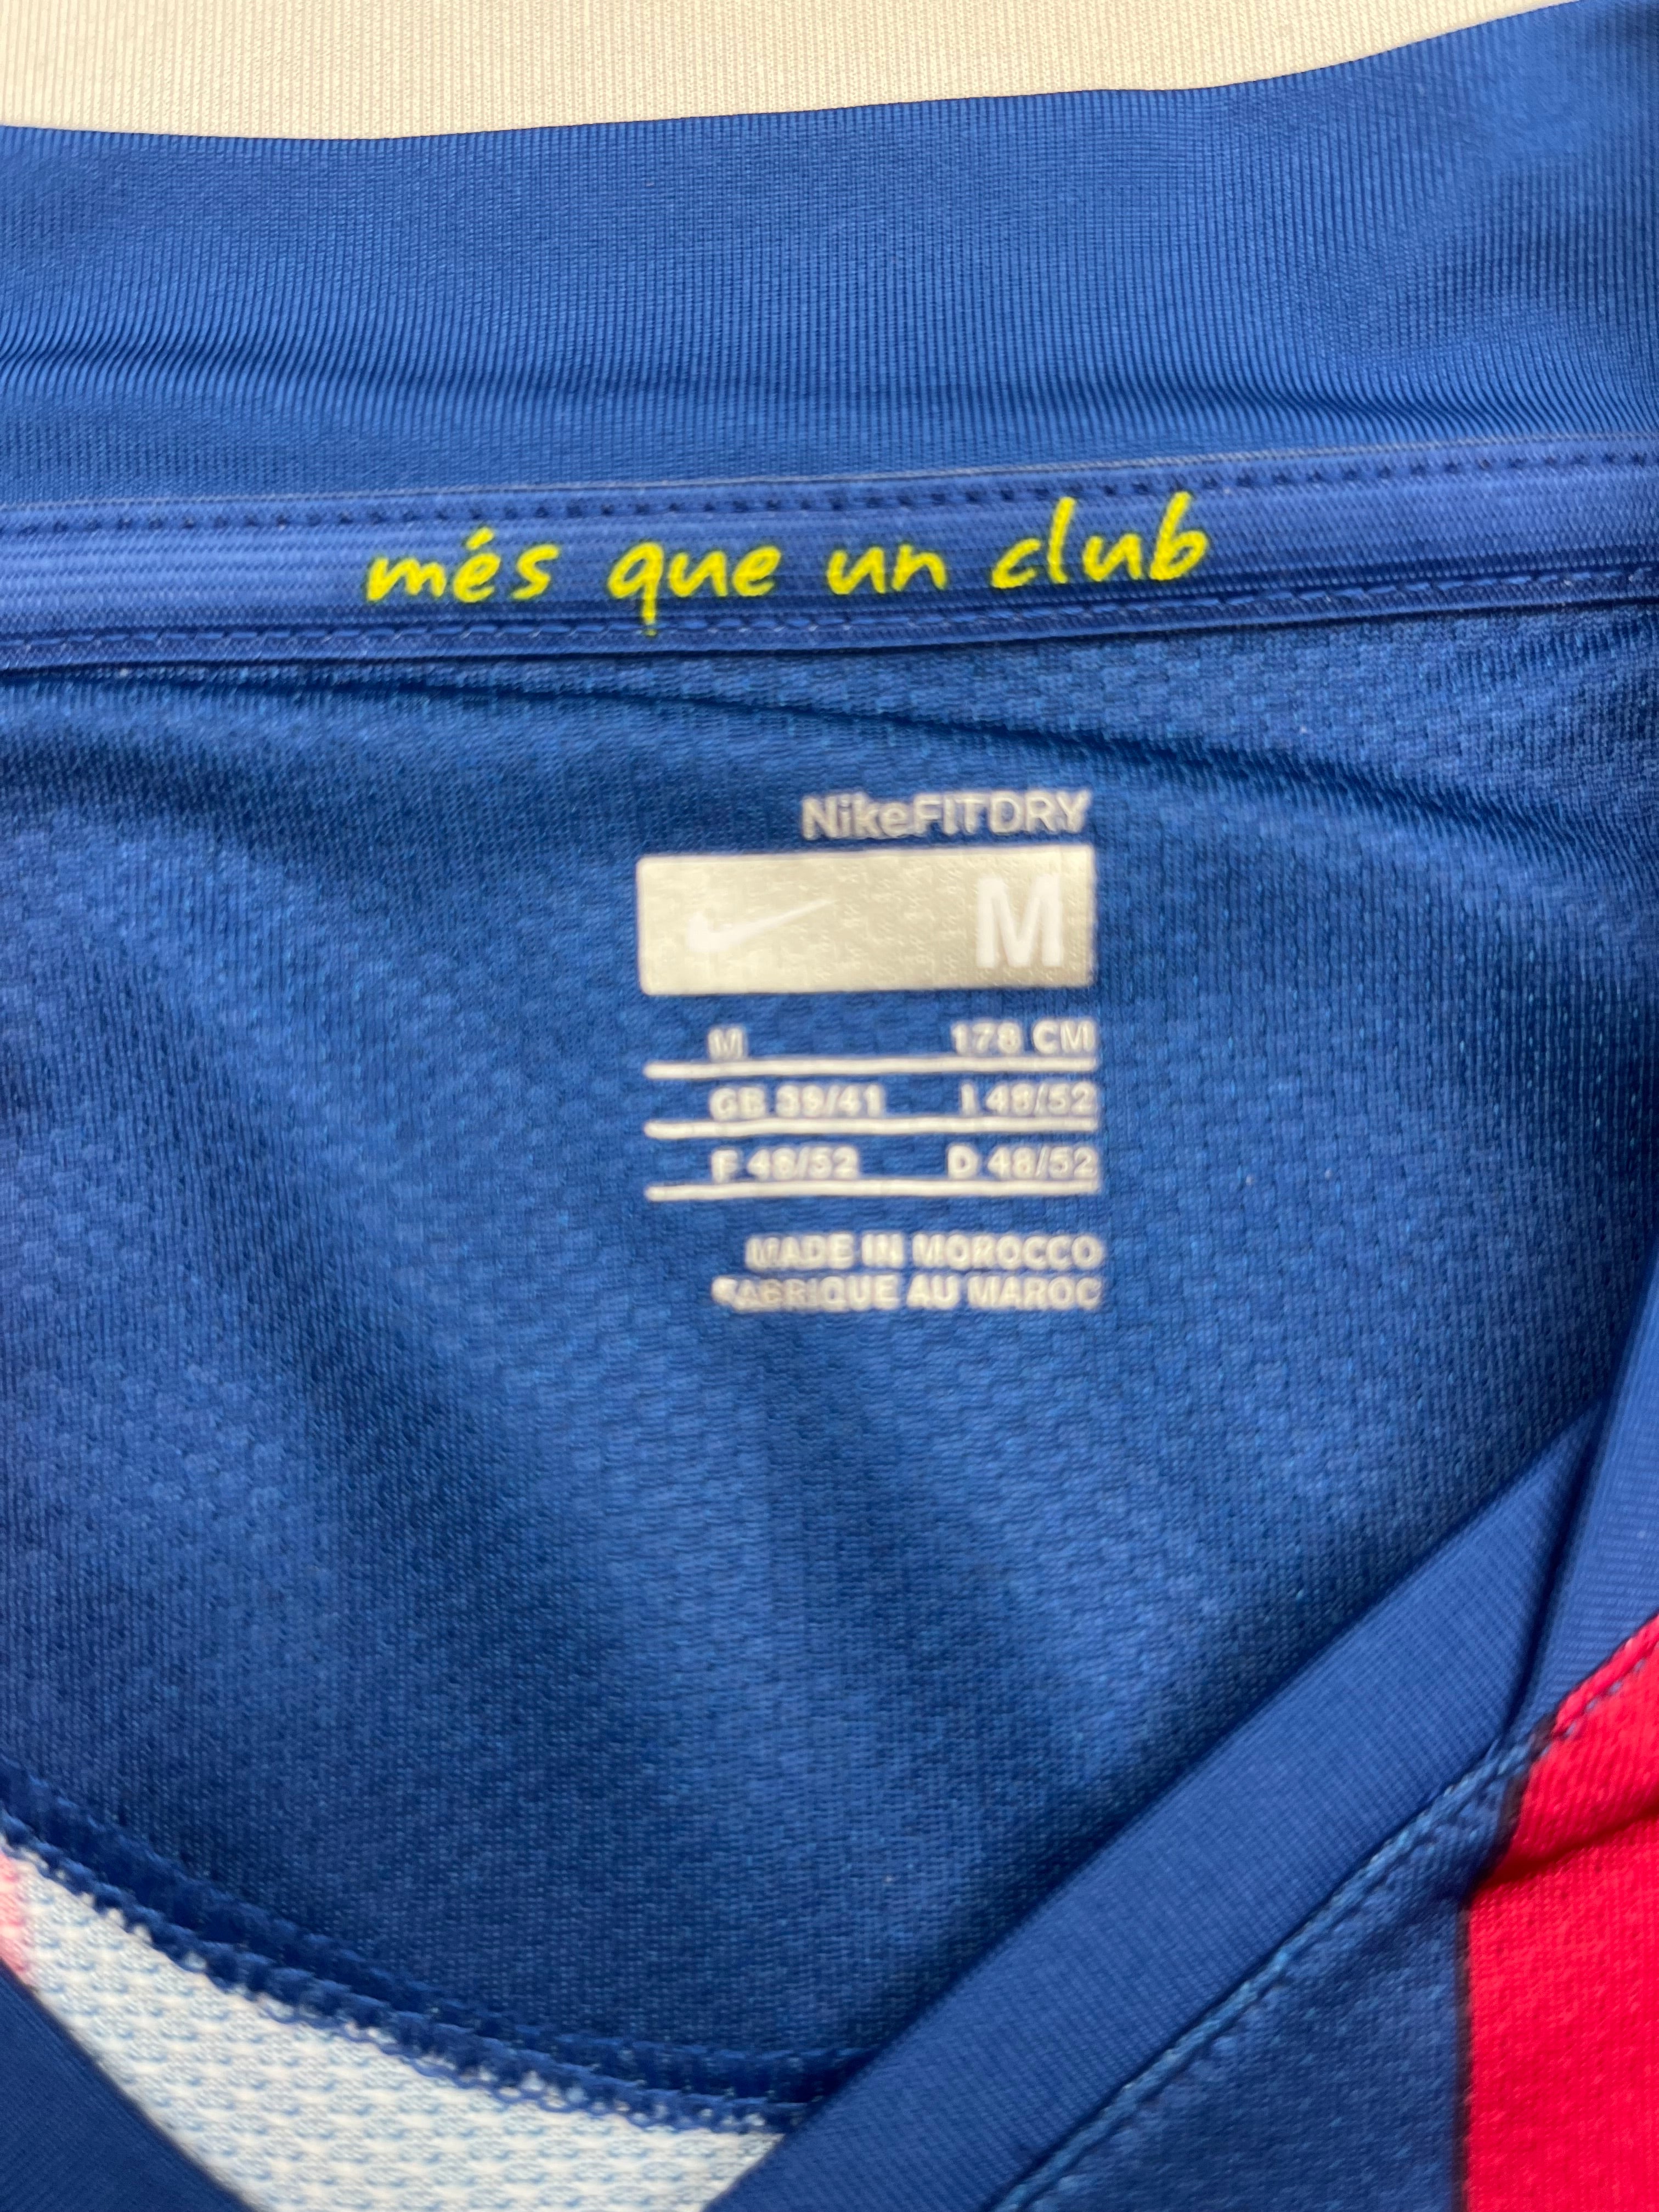 més que un club
NikeFITDRY
M
M 178 CM
GB 39/41 I 48/52
F 48/52 D 48/52
MADE IN MOROCCO
FABRIQUE AU MAROC